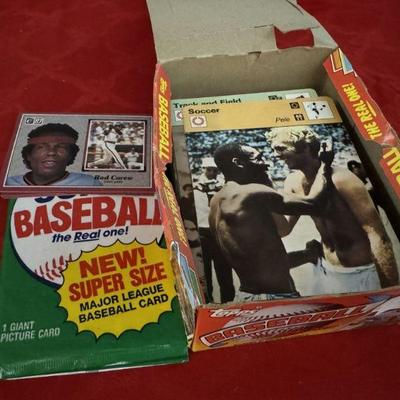 Track and Field
Soccer
Pele
Rod Carew
BASEBALL
the Real one!
NEW!
SUPER SIZE
MAJOR LEAGUE
BASEBALL CARD
1 GIANT
PICTURE CARD
BASEBALL
THE REAL ONE!
Topps
BASEBALL